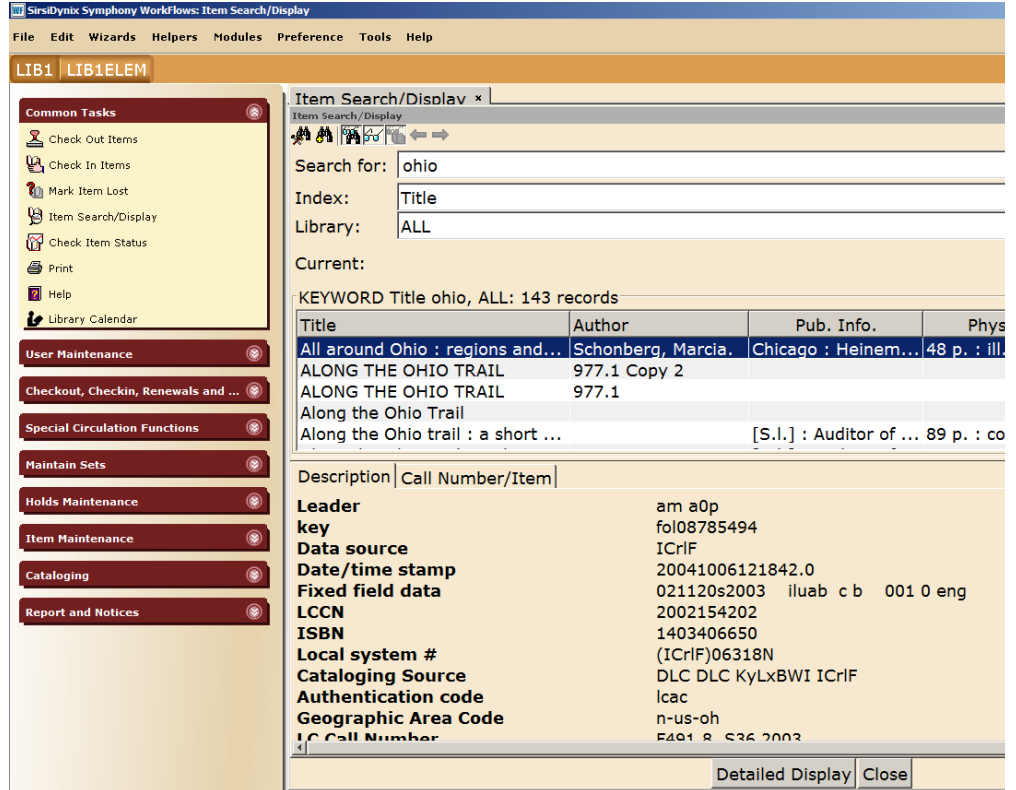 WF SirsiDynix Symphony WorkFlows: Item Search/Display
File Edit Wizards Helpers Modules Preference Tools Help
LIB1 LIB1ELEM
Common Tasks
Check Out Items
Check In Items
Mark Item Lost
Item Search/Display
Check Item Status
Print
Help
Library Calendar
User Maintenance
Checkout, Checkin, Renewals and ...
Special Circulation Functions
Maintain Sets
Holds Maintenance
Item Maintenance
Cataloging
Report and Notices
Item Search/Display ×
Item Search/Display
Search for: ohio
Index: Title
Library: ALL
Current:
KEYWORD Title ohio, ALL: 143 records
Title Author Pub. Info. Phys
All around Ohio : regions and... Schonberg, Marcia. Chicago : Heinem... 48 p. : ill.
ALONG THE OHIO TRAIL 977.1 Copy 2
ALONG THE OHIO TRAIL 977.1
Along the Ohio Trail
Along the Ohio trail : a short ... [S.l.] : Auditor of ... 89 p. : co
Description Call Number/Item
Leader am a0p
key fol08785494
Data source ICrlF
Date/time stamp 20041006121842.0
Fixed field data 021120s2003 iluab c b 001 0 eng
LCCN 2002154202
ISBN 1403406650
Local system # (ICrlF)06318N
Cataloging Source DLC DLC KyLxBWI ICrlF
Authentication code lcac
Geographic Area Code n-us-oh
LC Call Number F491.8 .S36 2003
Detailed Display Close